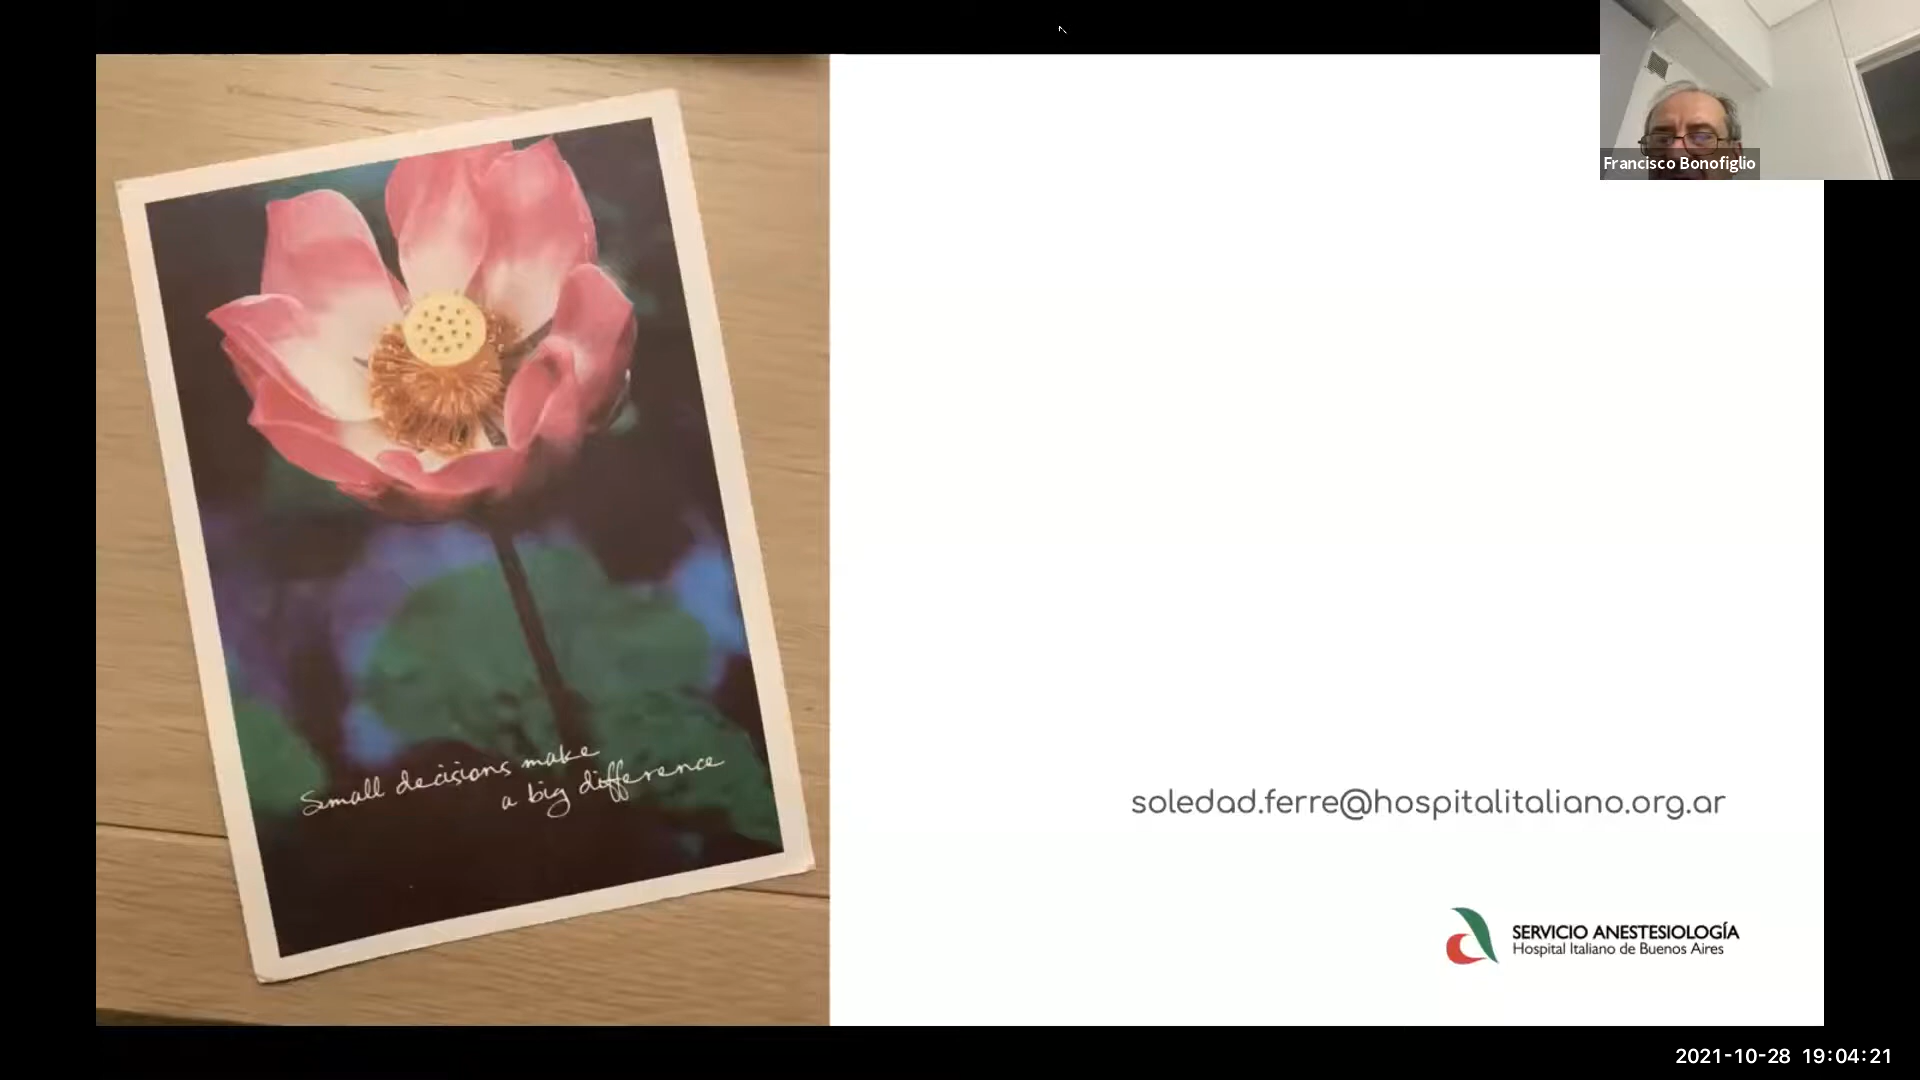 Francisco Bonofiglio
Small decisions make
a big difference
soledad.ferre@hospitalitaliano.org.ar
SERVICIO ANESTESIOLOGÍA
Hospital Italiano de Buenos Aires
2021-10-28 19:04:21